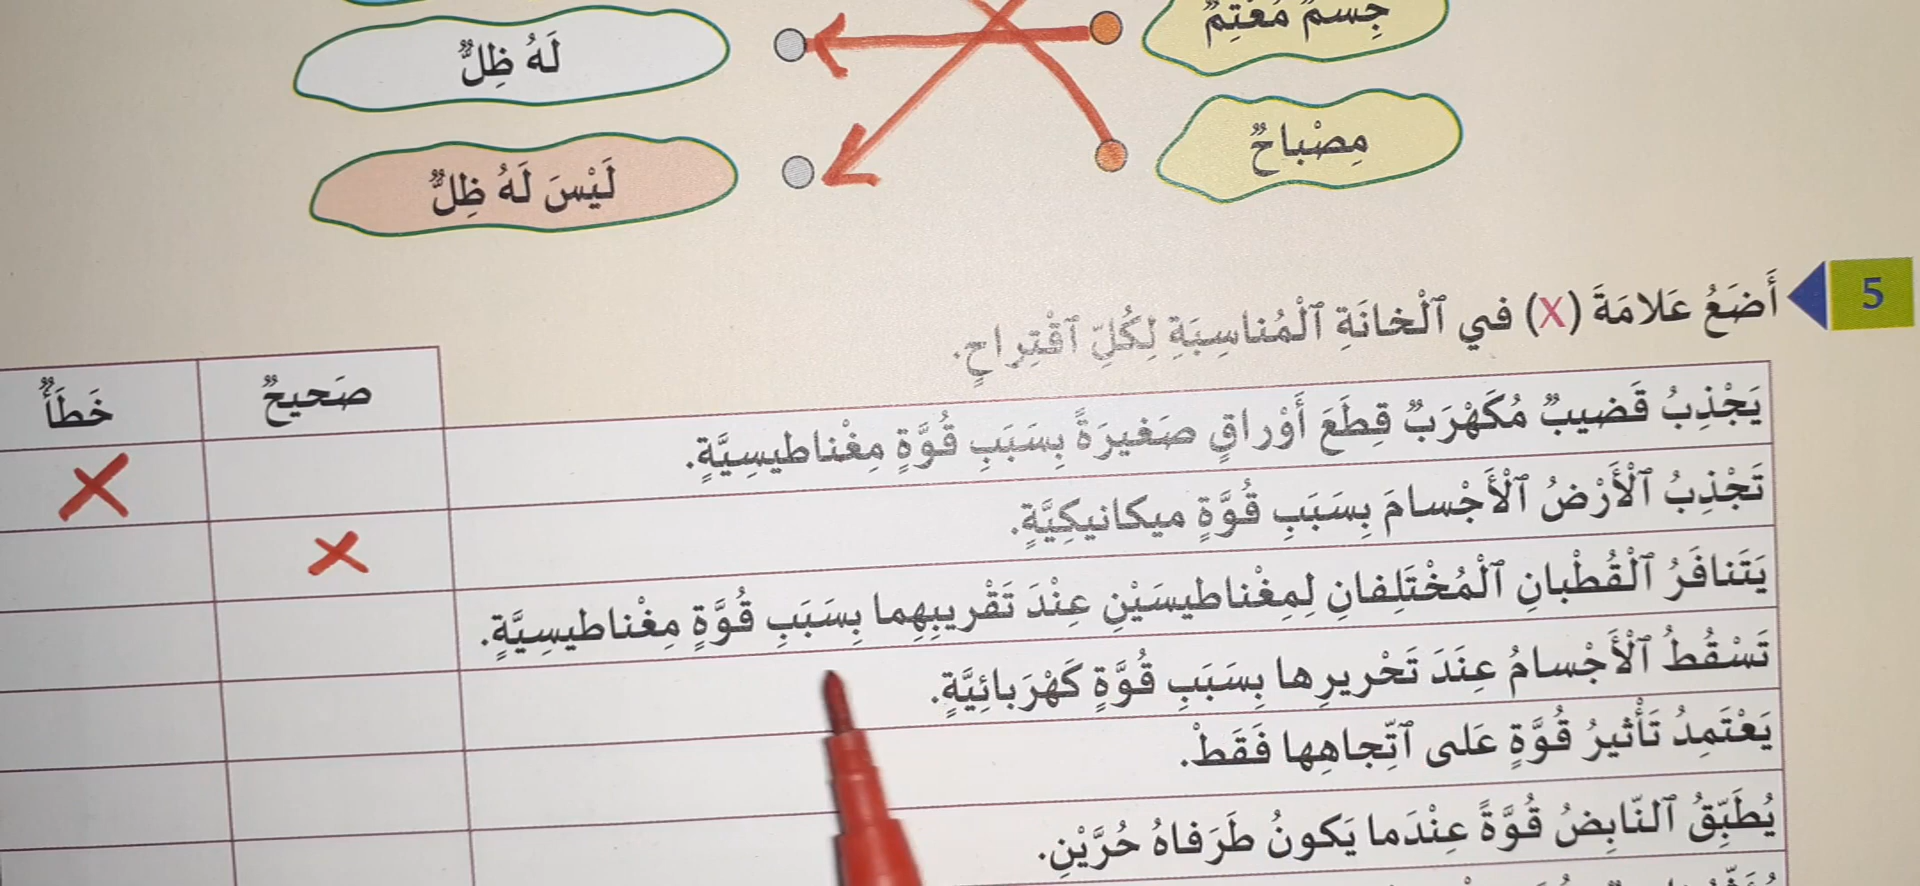 جِسْمٌ مُعْتِمٌ
لَهُ ظِلٌّ
مِصْباحٌ
لَيْسَ لَهُ ظِلٌّ
5
أَضَعُ عَلامَةَ (X) في ٱلْخانَةِ ٱلْمُناسِبَةِ لِكُلِّ ٱقْتِراحٍ.
صَحيحٌ خَطَأٌ
يَجْذِبُ قَضيبٌ مُكَهْرَبٌ قِطَعَ أَوْراقٍ صَغيرَةً بِسَبَبِ قُوَّةٍ مِغْناطيسِيَّةٍ.
تَجْذِبُ ٱلْأَرْضُ ٱلْأَجْسامَ بِسَبَبِ قُوَّةٍ ميكانيكِيَّةٍ.
يَتَنافَرُ ٱلْقُطْبانِ ٱلْمُخْتَلِفانِ لِمِغْناطيسَيْنِ عِنْدَ تَقْريبِهِما بِسَبَبِ قُوَّةٍ مِغْناطيسِيَّةٍ.
تَسْقُطُ ٱلْأَجْسامُ عِنَدَ تَحْريرِها بِسَبَبِ قُوَّةٍ كَهْرَبائِيَّةٍ.
يَعْتَمِدُ تَأْثيرُ قُوَّةٍ عَلى ٱتِّجاهِها فَقَطْ.
يُطَبِّقُ ٱلنّابِضُ قُوَّةً عِنْدَما يَكونُ طَرَفاهُ حُرَّيْنِ.